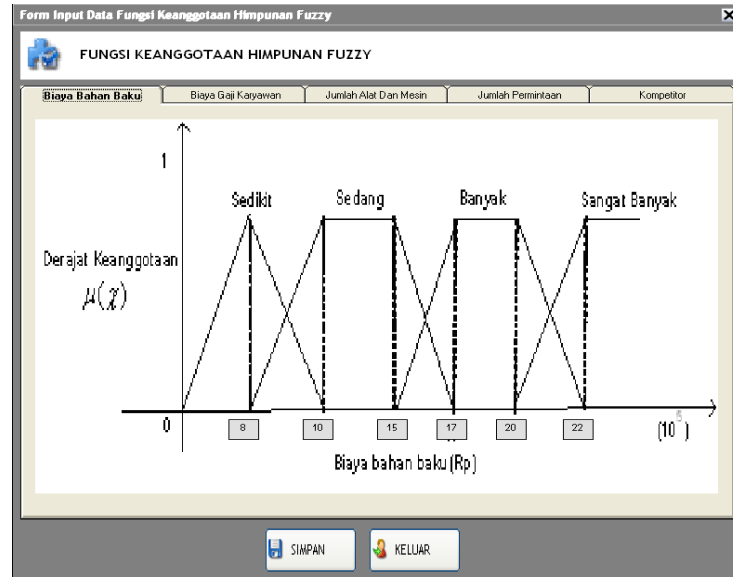 Form Input Data Fungsi Keanggotaan Himpunan Fuzzy
FUNGSI KEANGGOTAAN HIMPUNAN FUZZY
Biaya Bahan Baku Biaya Gaji Karyawan Jumlah Alat Dan Mesin Jumlah Permintaan Kompetitor
1
Sedikit Sedang Banyak Sangat Banyak
Derajat Keanggotaan
μ(χ)
0 8 10 15 17 20 22 (10⁵)
Biaya bahan baku (Rp)
SIMPAN KELUAR